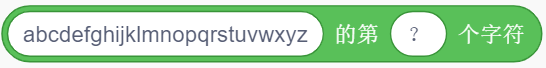 abcdefghijklmnopqrstuvwxyz 的第 ? 个字符